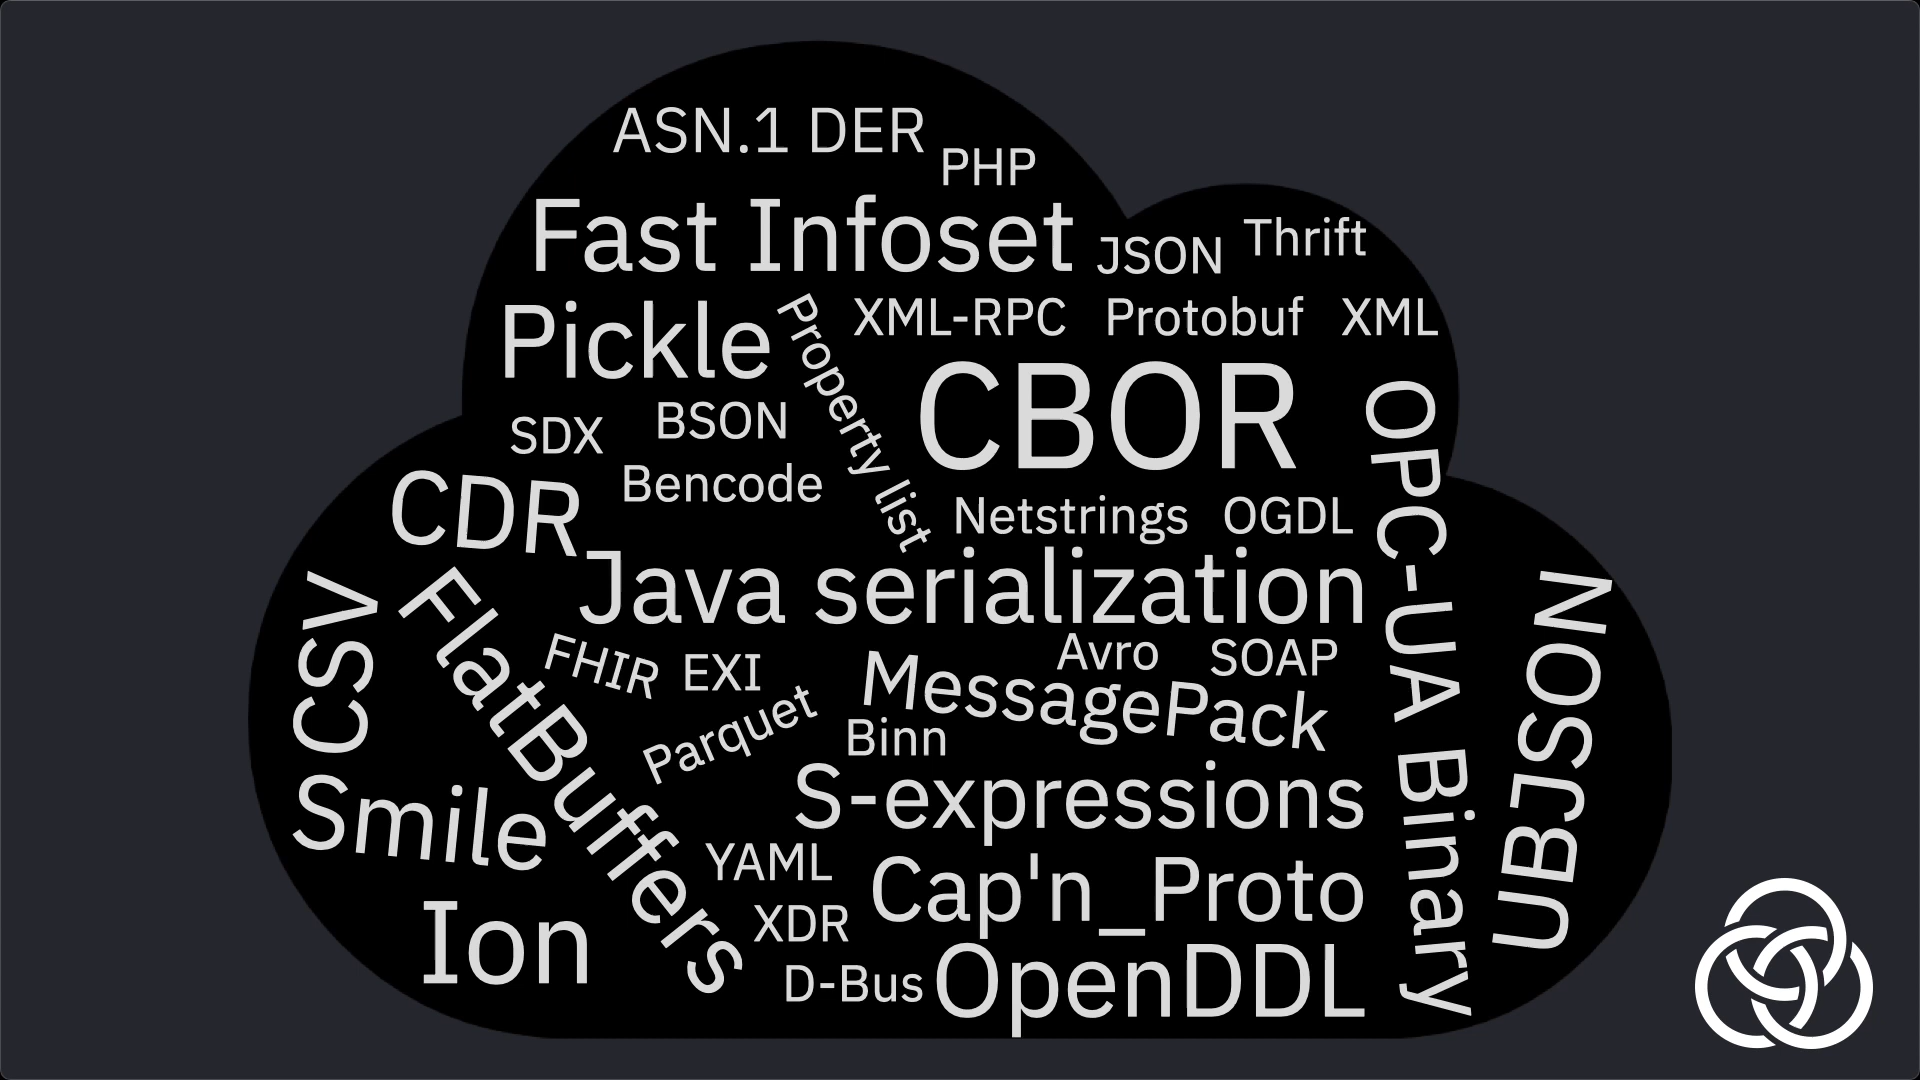 ASN.1 DER
PHP
Fast Infoset
JSON
Thrift
Pickle
Property list
XML-RPC
Protobuf
XML
CBOR
OPC-UA Binary
SDX
BSON
CDR
Bencode
Netstrings
OGDL
Java serialization
CSV
FlatBuffers
FHIR
EXI
Avro
SOAP
UBJSON
MessagePack
Parquet
Binn
Smile
S-expressions
YAML
Cap'n_Proto
Ion
XDR
D-Bus
OpenDDL